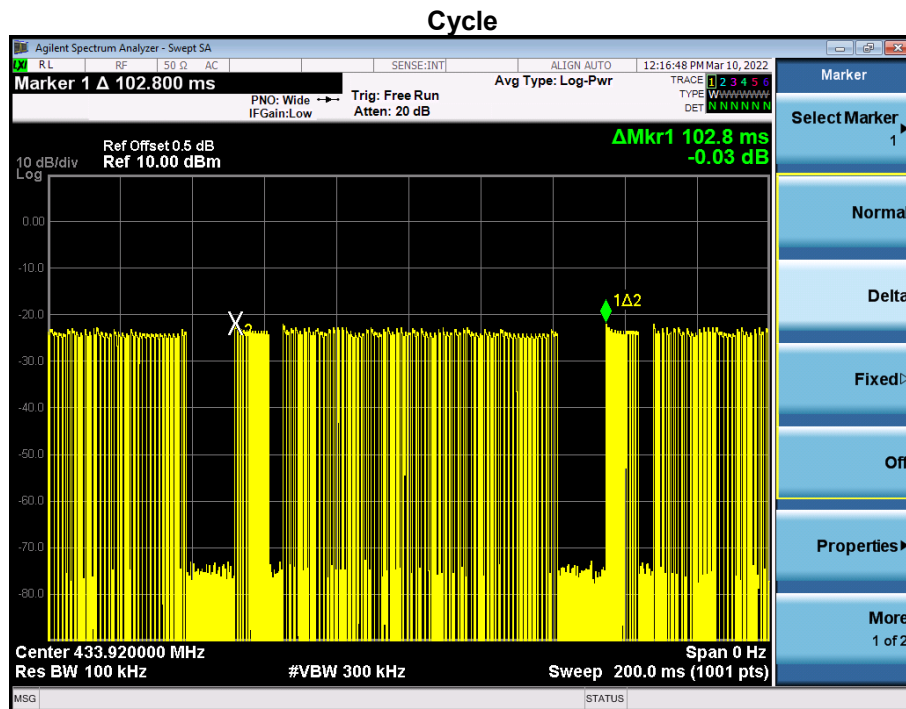 Cycle
Agilent Spectrum Analyzer - Swept SA
LXI RL RF 50 Ω AC SENSE:INT ALIGN AUTO 12:16:48 PM Mar 10, 2022
Marker 1 Δ 102.800 ms
PNO: Wide
IFGain:Low
Trig: Free Run
Atten: 20 dB
Avg Type: Log-Pwr
TRACE 1 2 3 4 5 6
TYPE WWWWWW
DET N N N N N N
ΔMkr1 102.8 ms
-0.03 dB
Ref Offset 0.5 dB
10 dB/div Ref 10.00 dBm
Log
0.00
-10.0
-20.0
-30.0
-40.0
-50.0
-60.0
-70.0
-80.0
X2
1Δ2
Center 433.920000 MHz Span 0 Hz
Res BW 100 kHz #VBW 300 kHz Sweep 200.0 ms (1001 pts)
MSG STATUS
Marker
Select Marker
1
Normal
Delta
Fixed
Off
Properties
More
1 of 2